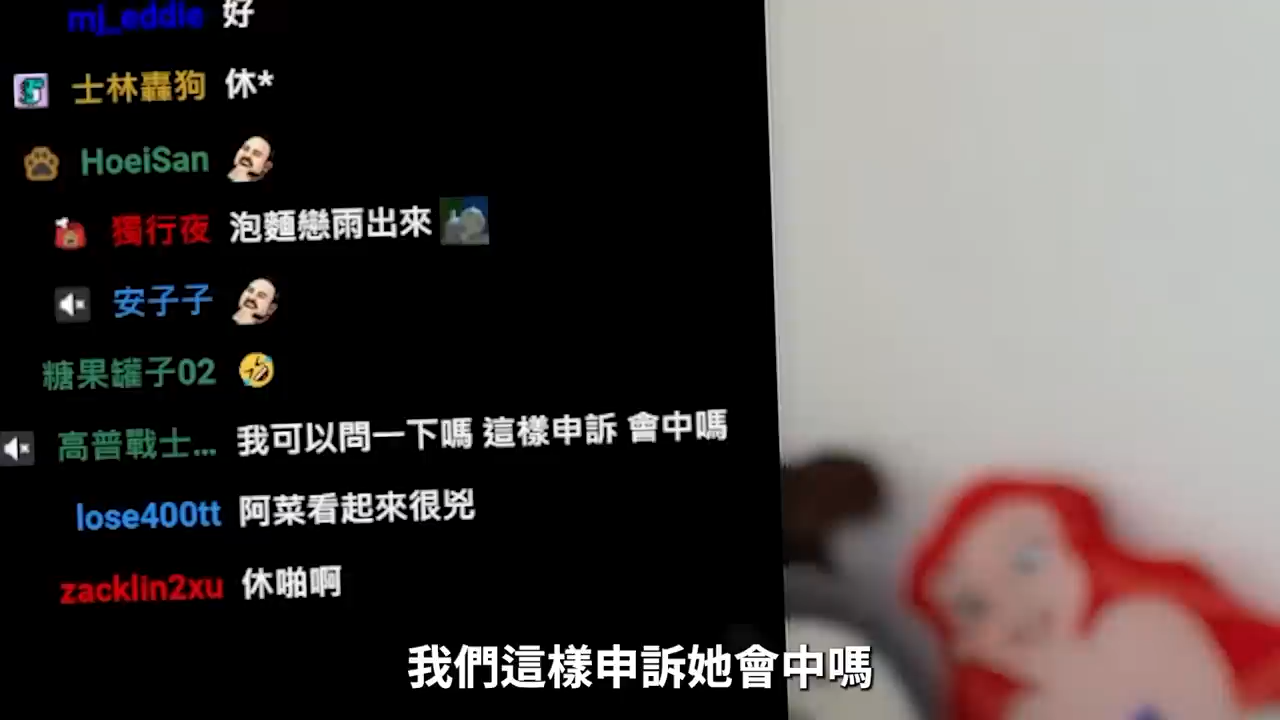 mj_eddie 好
士林轟狗 休*
HoeiSan
獨行夜 泡麵戀雨出來
安子子
糖果罐子02
高普戰士... 我可以問一下嗎 這樣申訴 會中嗎
lose400tt 阿菜看起來很兇
zacklin2xu 休啪啊
我們這樣申訴她會中嗎